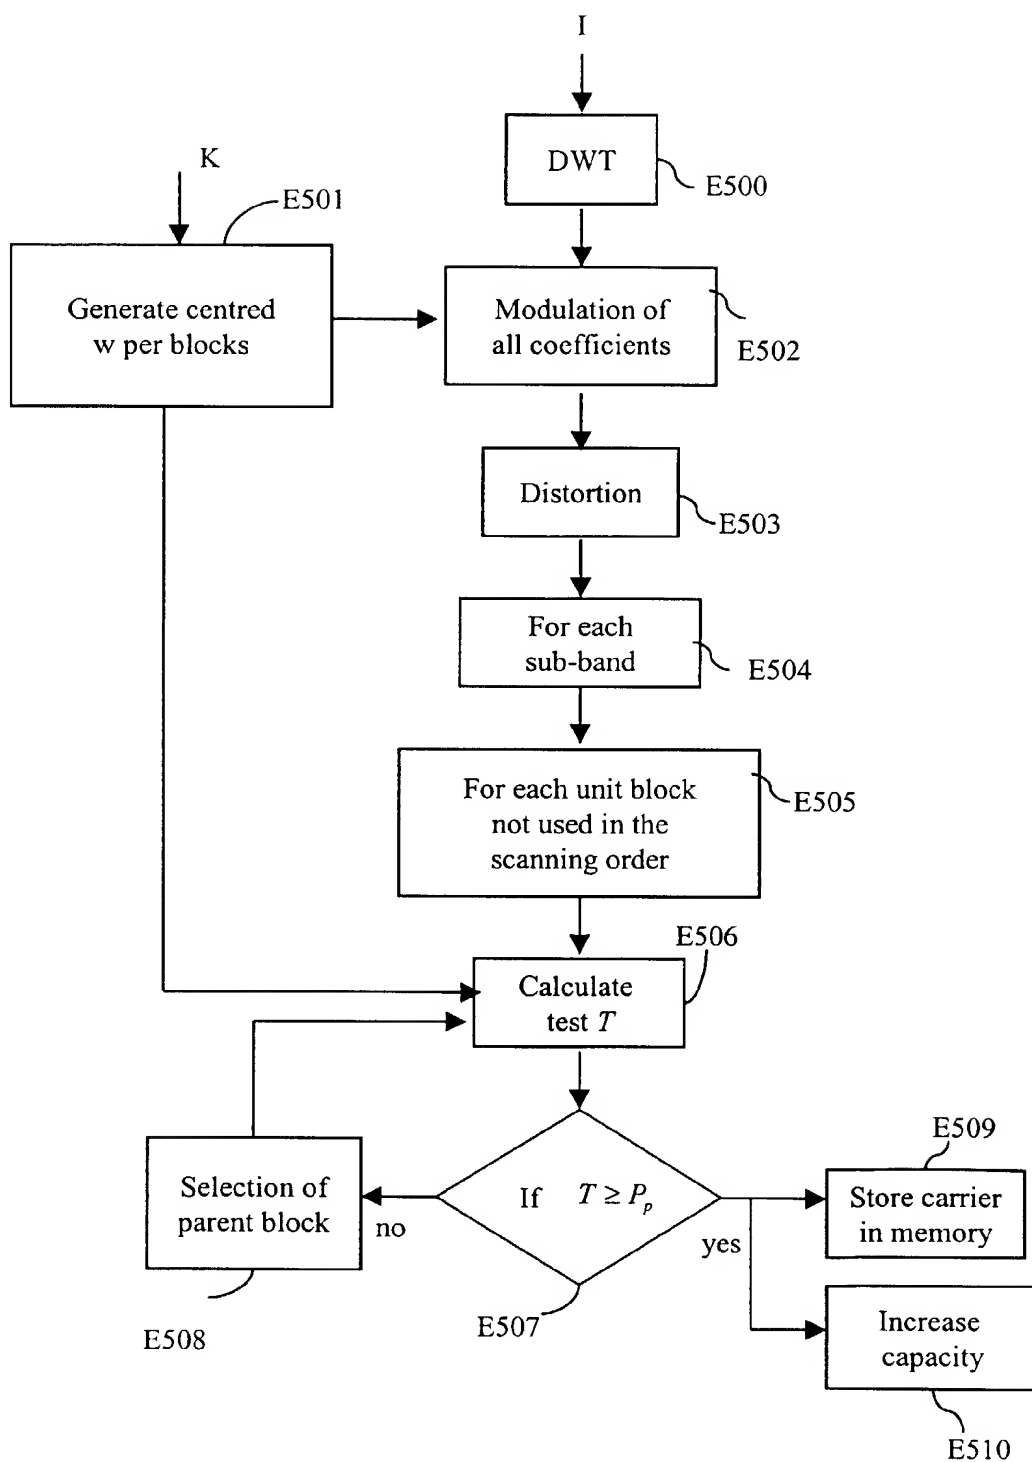 I
DWT
E500
K
E501
Generate centred
w per blocks
Modulation of
all coefficients
E502
Distortion
E503
For each
sub-band
E504
For each unit block
not used in the
scanning order
E505
E506
Calculate
test T
Selection of
parent block
E508
no
If T ≥ Pp
E507
yes
E509
Store carrier
in memory
Increase
capacity
E510